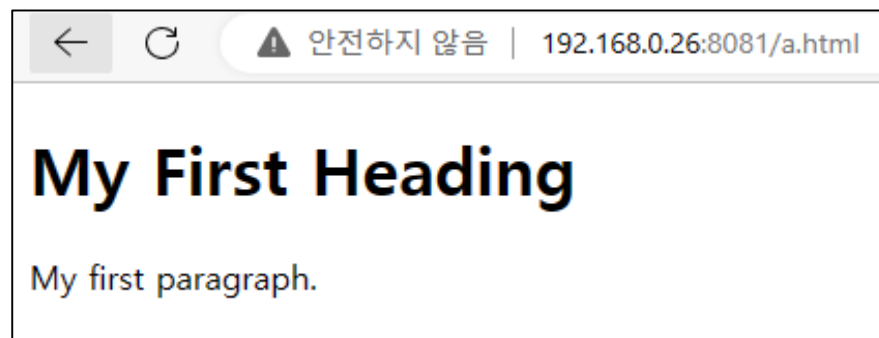 안전하지 않음 | 192.168.0.26:8081/a.html
My First Heading
My first paragraph.